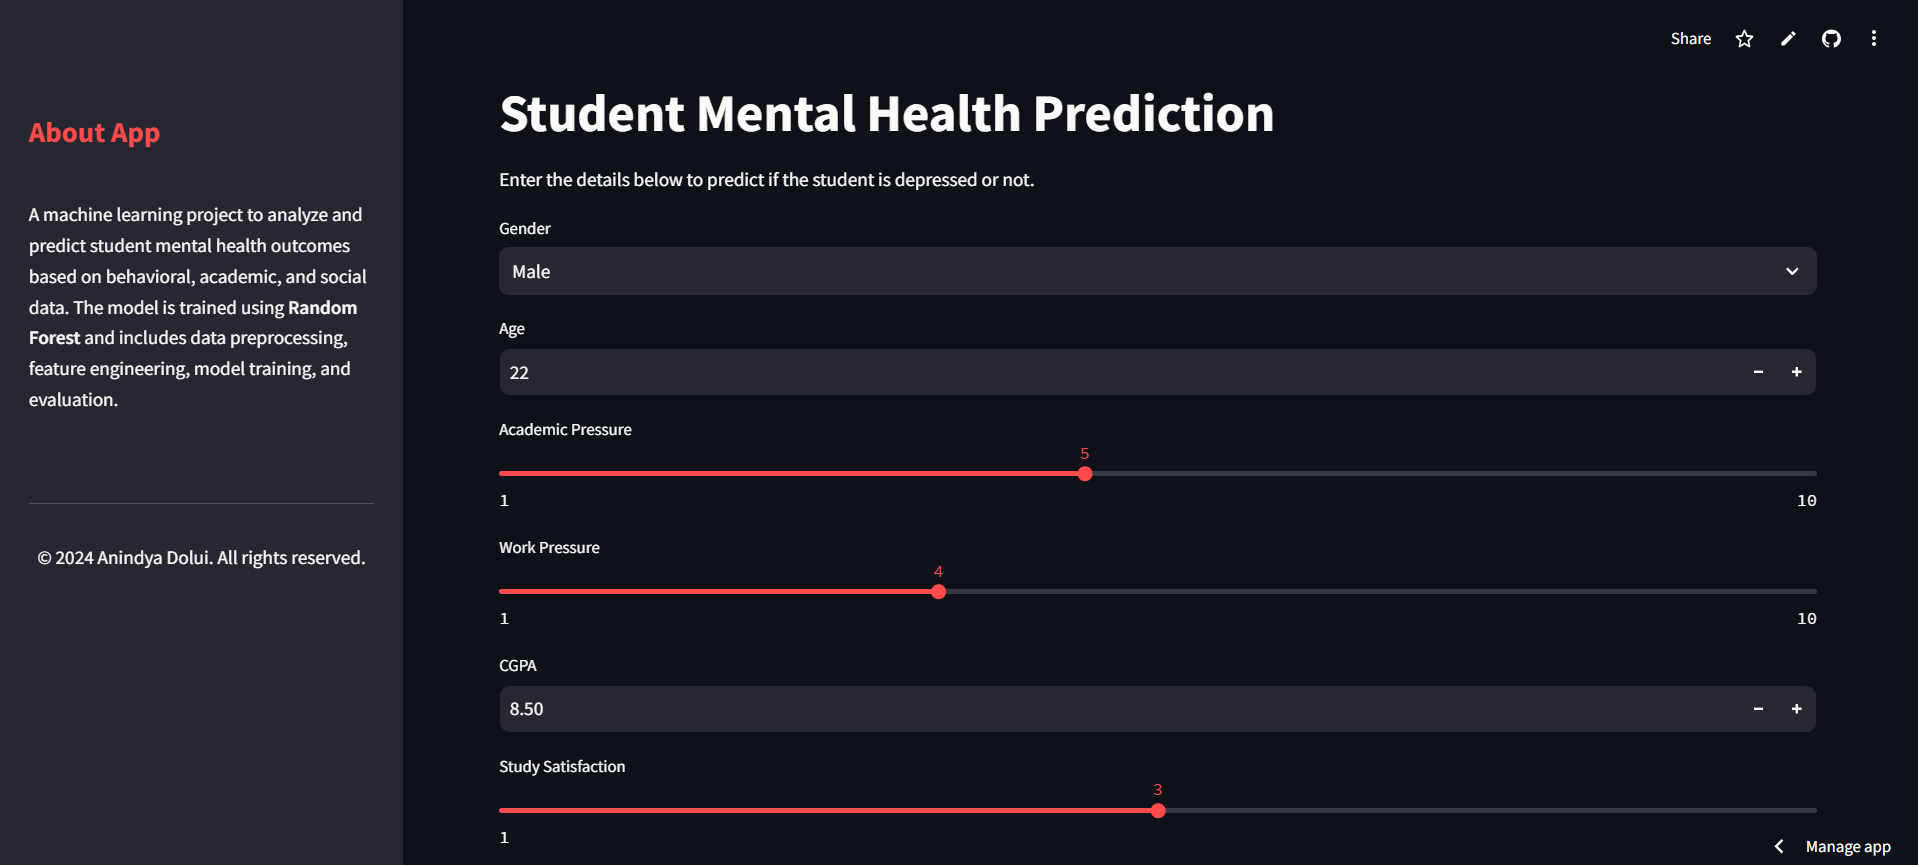 Share
About App
A machine learning project to analyze and
predict student mental health outcomes
based on behavioral, academic, and social
data. The model is trained using Random
Forest and includes data preprocessing,
feature engineering, model training, and
evaluation.
© 2024 Anindya Dolui. All rights reserved.
Student Mental Health Prediction
Enter the details below to predict if the student is depressed or not.
Gender
Male
Age
22
Academic Pressure
5
1 10
Work Pressure
4
1 10
CGPA
8.50
Study Satisfaction
3
1
Manage app